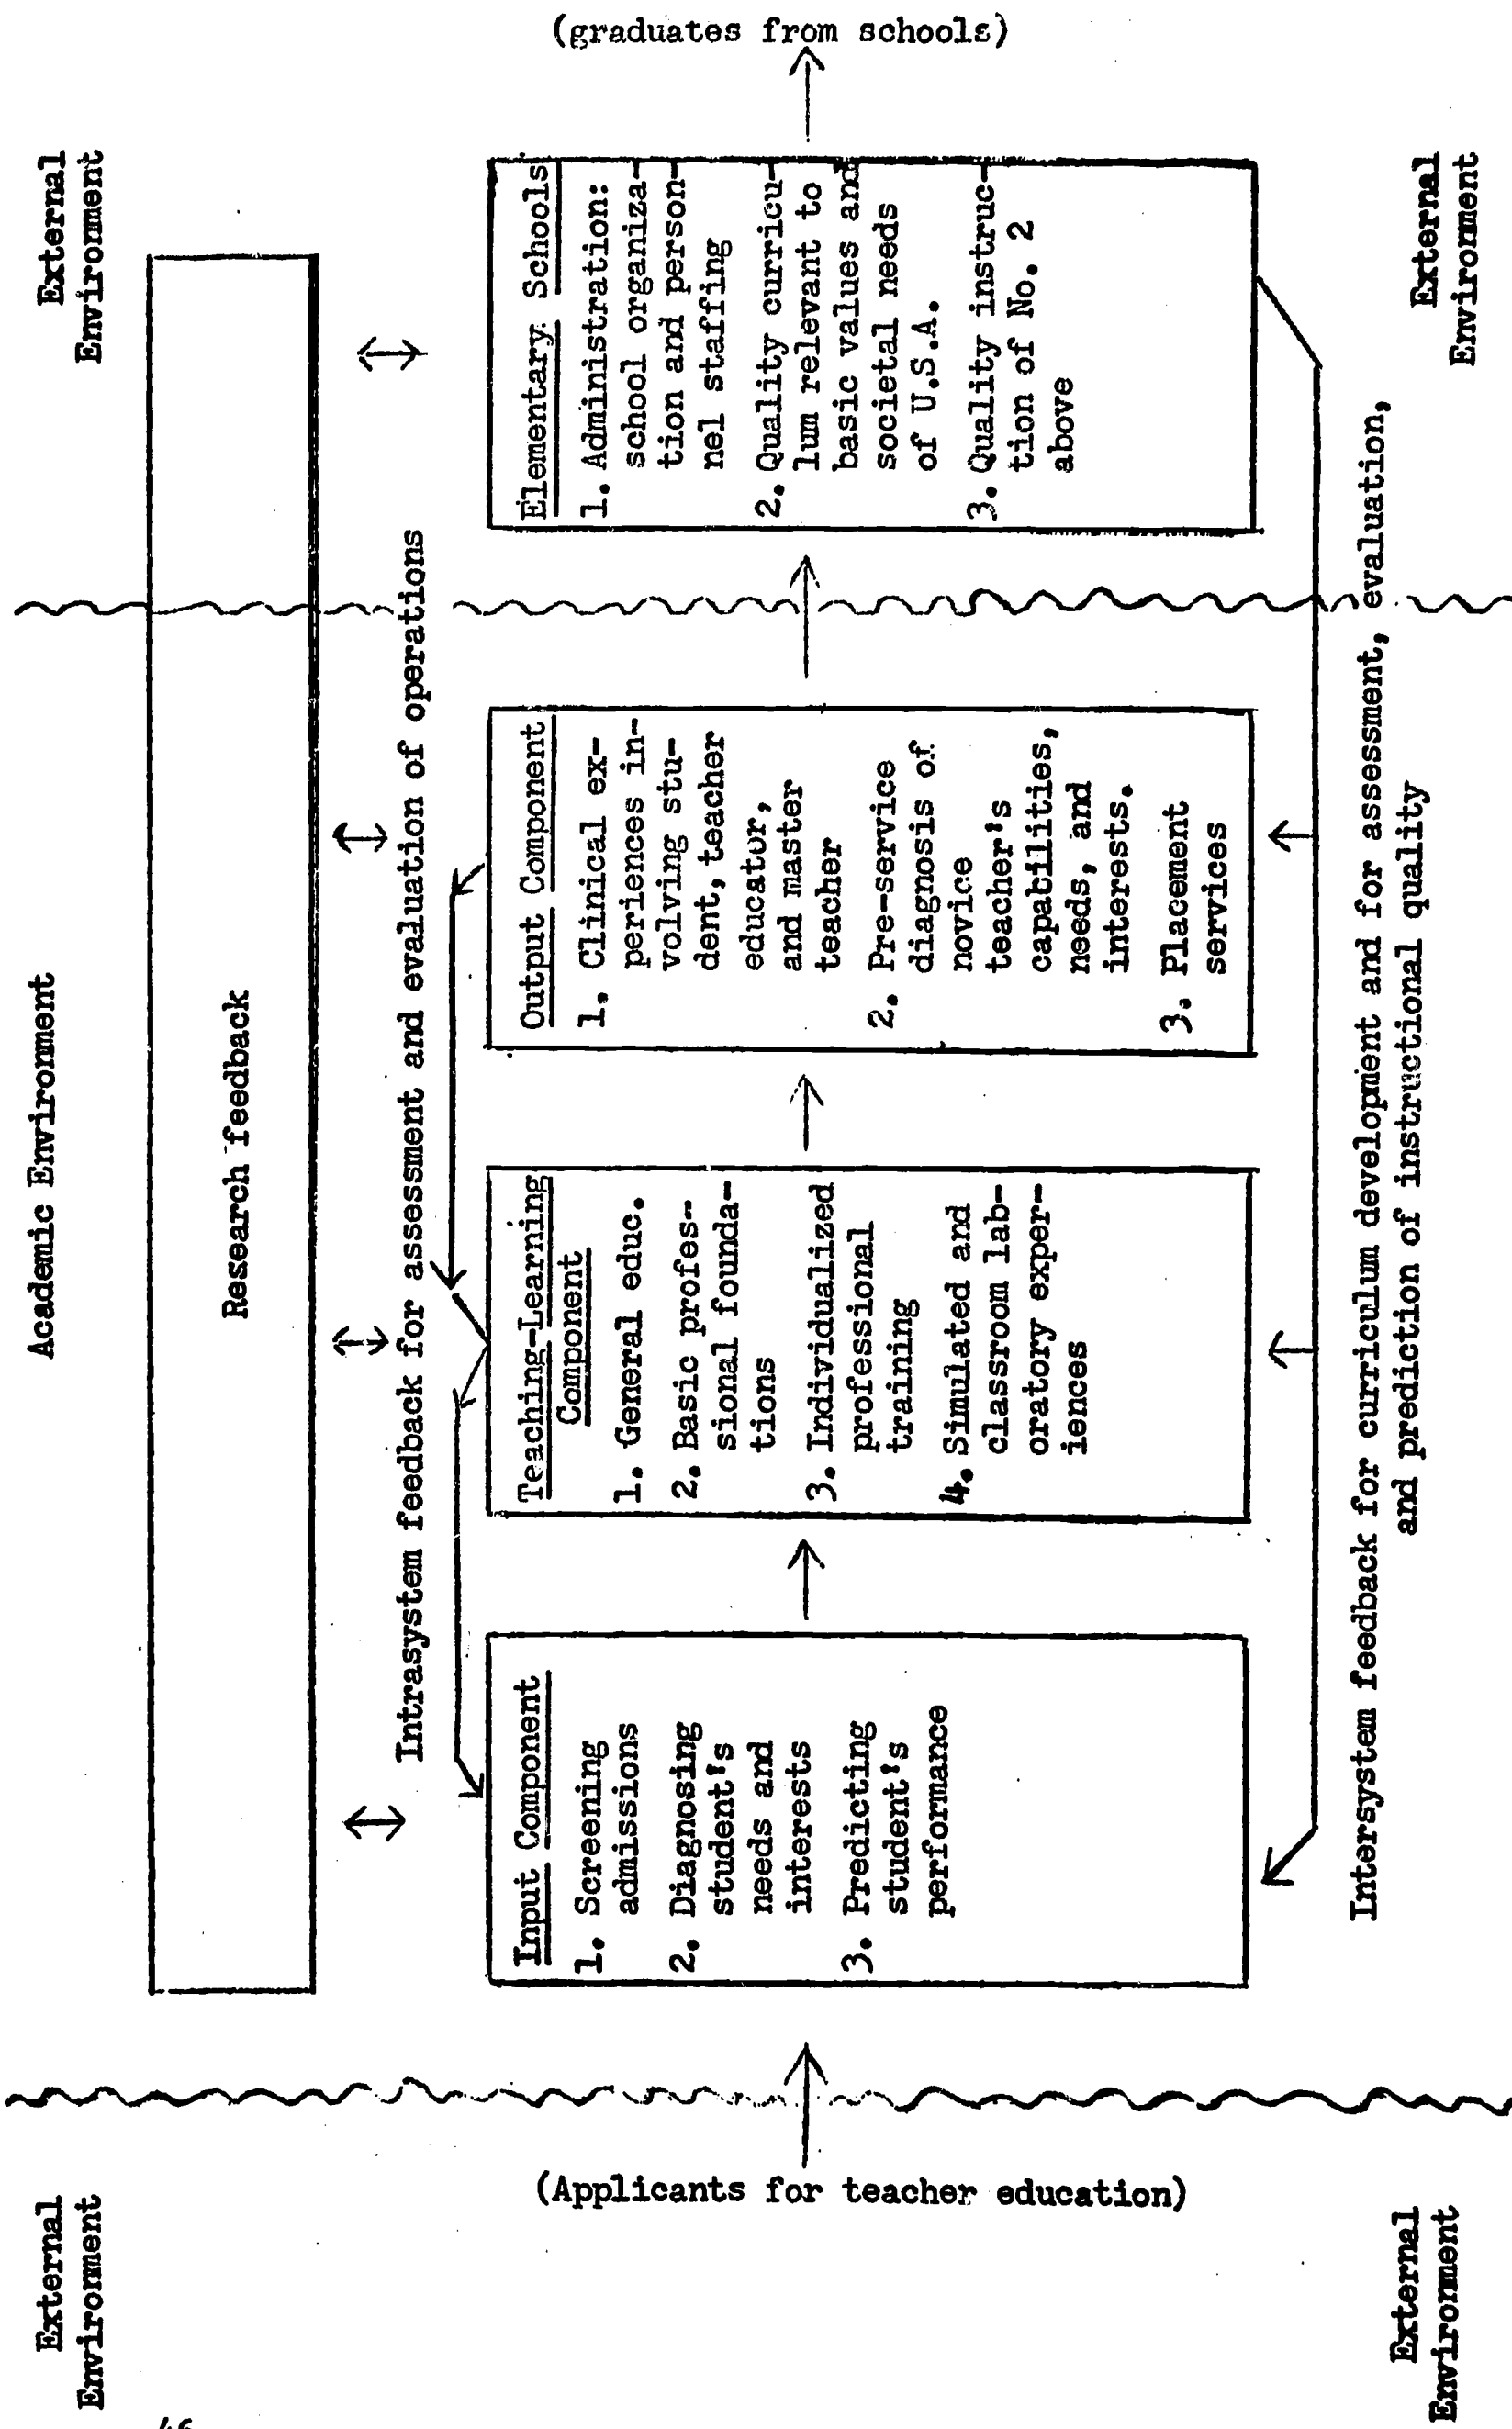 External
Environment
Academic Environment
External
Environment
Research feedback
Intrasystem feedback for assessment and evaluation of operations
(Applicants for teacher education)
Input Component
1. Screening
admissions
2. Diagnosing
student's
needs and
interests
3. Predicting
student's
performance
Teaching-Learning
Component
1. General educ.
2. Basic profes-
sional founda-
tions
3. Individualized
professional
training
4. Simulated and
classroom lab-
oratory exper-
iences
Output Component
1. Clinical ex-
periences in-
volving stu-
dent, teacher
educator,
and master
teacher
2. Pre-service
diagnosis of
novice
teacher's
capabilities,
needs, and
interests.
3. Placement
services
Elementary Schools
1. Administration:
school organiza-
tion and person-
nel staffing
2. Quality curricu-
lum relevant to
basic values and
societal needs
of U.S.A.
3. Quality instruc-
tion of No. 2
above
(graduates from schools)
Intersystem feedback for curriculum development and for assessment, evaluation,
and prediction of instructional quality
External
Environment
External
Environment